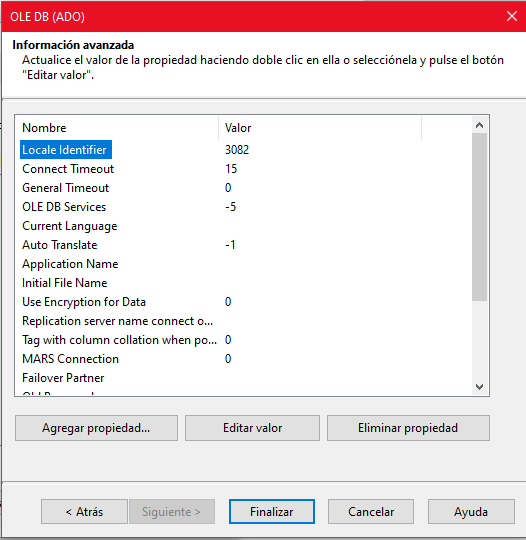 OLE DB (ADO)
Información avanzada
Actualice el valor de la propiedad haciendo doble clic en ella o selecciónela y pulse el botón
"Editar valor".
Nombre Valor
Locale Identifier 3082
Connect Timeout 15
General Timeout 0
OLE DB Services -5
Current Language
Auto Translate -1
Application Name
Initial File Name
Use Encryption for Data 0
Replication server name connect o...
Tag with column collation when po... 0
MARS Connection 0
Failover Partner
Agregar propiedad... Editar valor Eliminar propiedad
< Atrás Siguiente > Finalizar Cancelar Ayuda